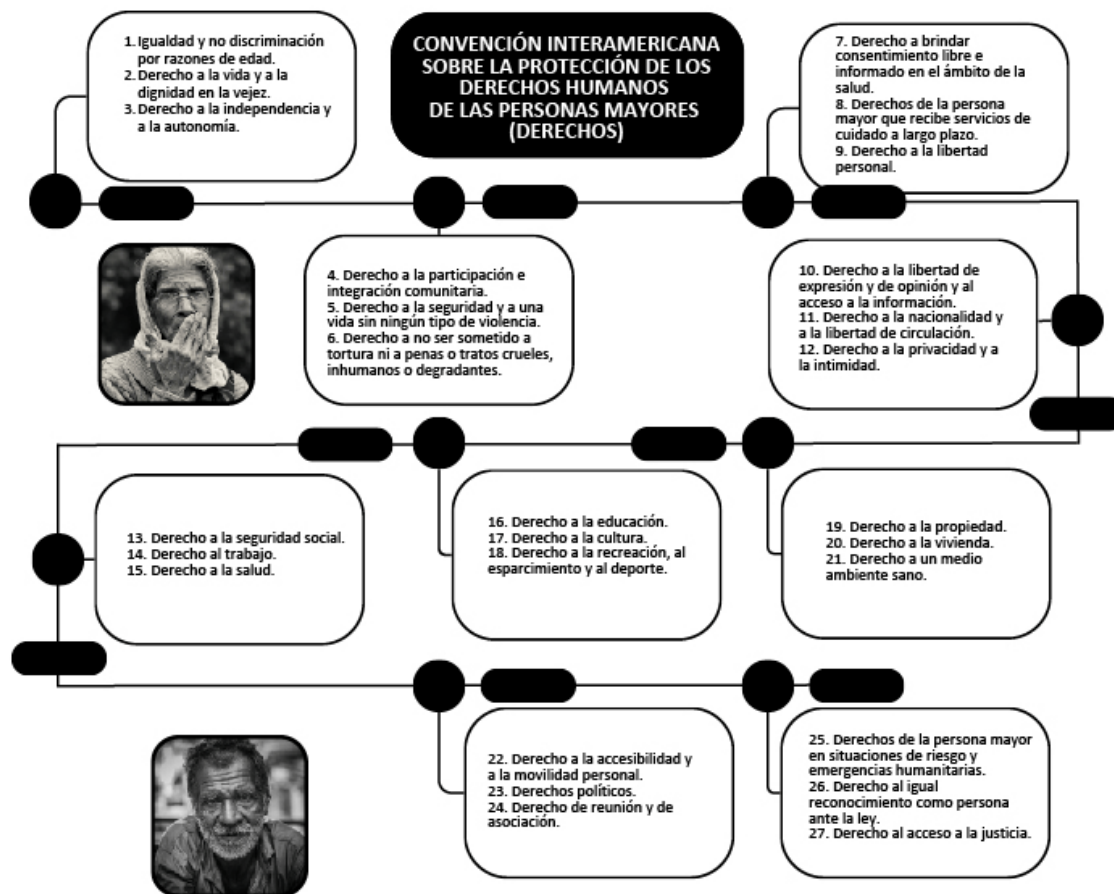 CONVENCIÓN INTERAMERICANA
SOBRE LA PROTECCIÓN DE LOS
DERECHOS HUMANOS
DE LAS PERSONAS MAYORES
(DERECHOS)
1. Igualdad y no discriminación
por razones de edad.
2. Derecho a la vida y a la
dignidad en la vejez.
3. Derecho a la independencia y
a la autonomía.
4. Derecho a la participación e
integración comunitaria.
5. Derecho a la seguridad y a una
vida sin ningún tipo de violencia.
6. Derecho a no ser sometido a
tortura ni a penas o tratos crueles,
inhumanos o degradantes.
7. Derecho a brindar
consentimiento libre e
informado en el ámbito de la
salud.
8. Derechos de la persona
mayor que recibe servicios de
cuidado a largo plazo.
9. Derecho a la libertad
personal.
10. Derecho a la libertad de
expresión y de opinión y al
acceso a la información.
11. Derecho a la nacionalidad y
a la libertad de circulación.
12. Derecho a la privacidad y a
la intimidad.
13. Derecho a la seguridad social.
14. Derecho al trabajo.
15. Derecho a la salud.
16. Derecho a la educación.
17. Derecho a la cultura.
18. Derecho a la recreación, al
esparcimiento y al deporte.
19. Derecho a la propiedad.
20. Derecho a la vivienda.
21. Derecho a un medio
ambiente sano.
22. Derecho a la accesibilidad y
a la movilidad personal.
23. Derechos políticos.
24. Derecho de reunión y de
asociación.
25. Derechos de la persona mayor
en situaciones de riesgo y
emergencias humanitarias.
26. Derecho al igual
reconocimiento como persona
ante la ley.
27. Derecho al acceso a la justicia.